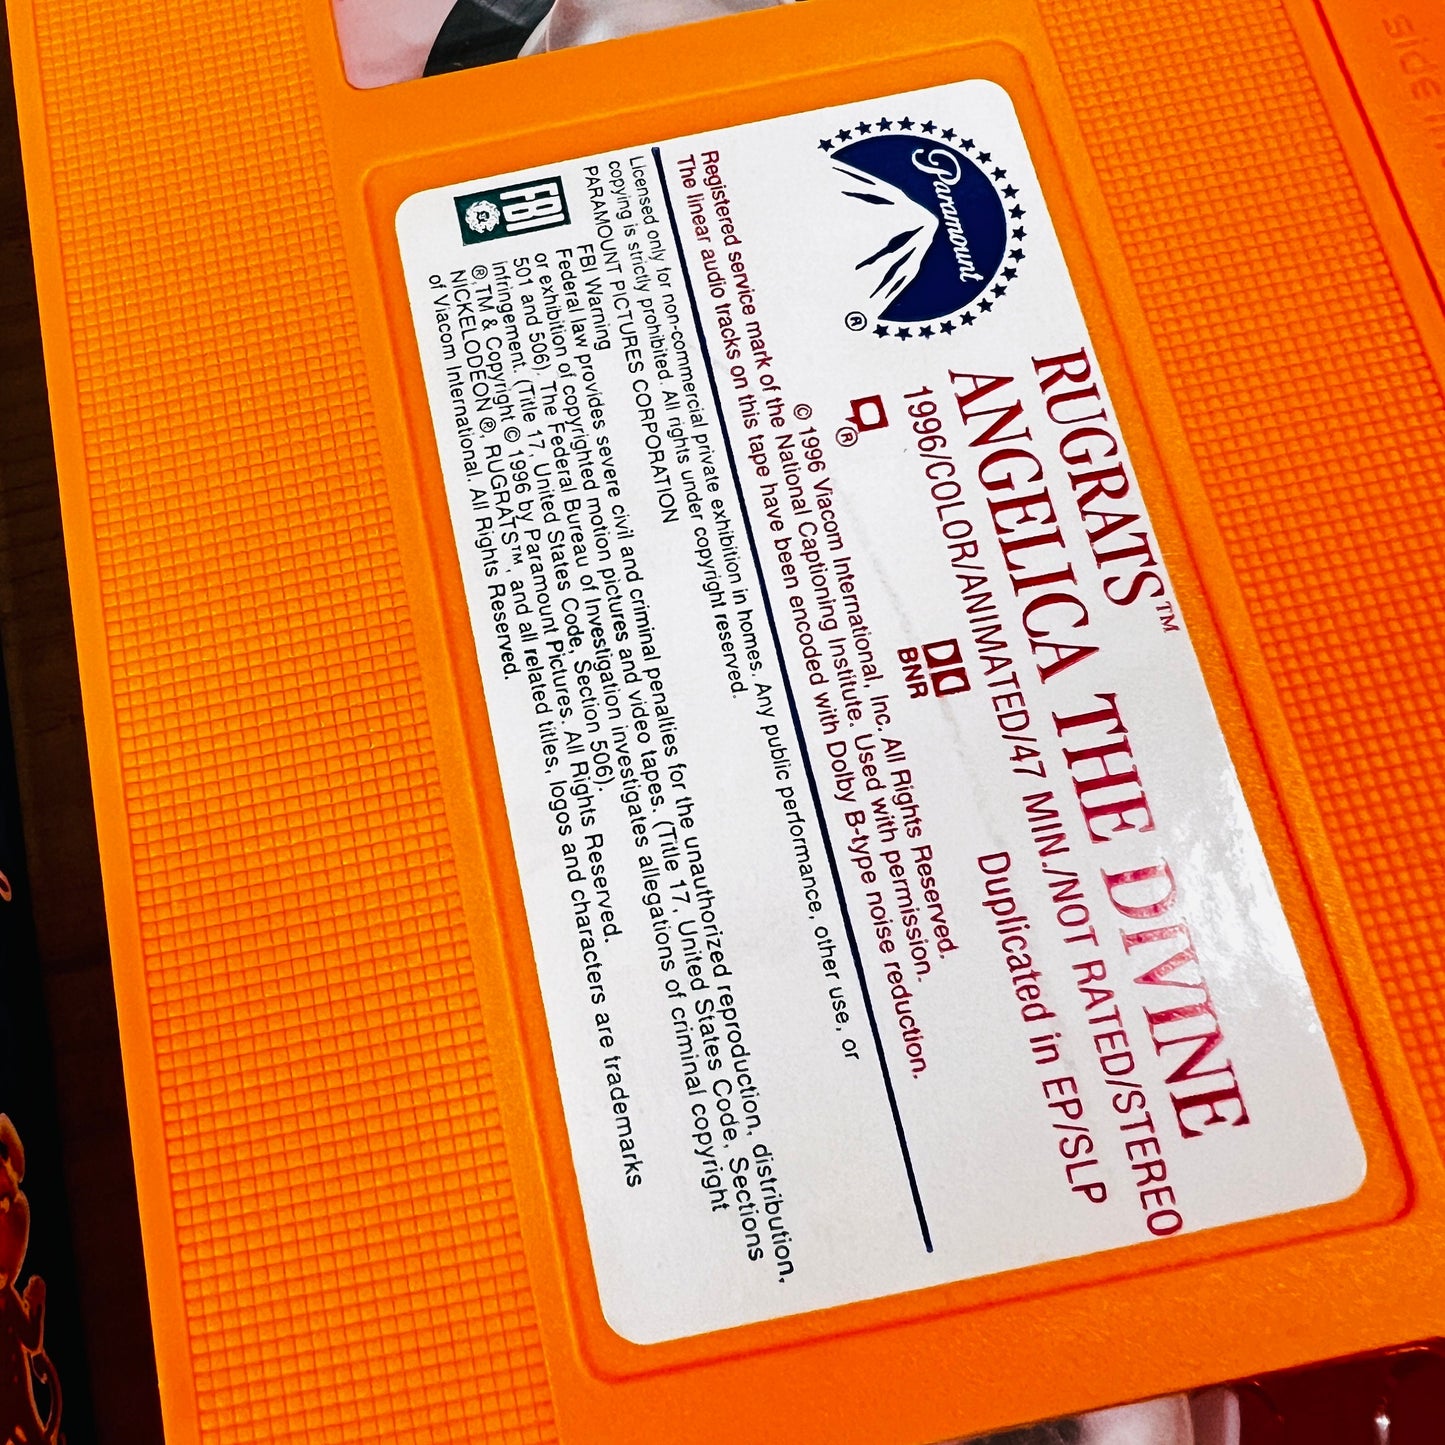 Paramount
®
RUGRATS™
ANGELICA THE DIVINE
1996/COLOR/ANIMATED/47 MIN./NOT RATED/STEREO
Duplicated in EP/SLP
®
BNR
© 1996 Viacom International, Inc. All Rights Reserved.
Registered service mark of the National Captioning Institute. Used with permission.
The linear audio tracks on this tape have been encoded with Dolby B-type noise reduction.
Licensed only for non-commercial private exhibition in homes. Any public performance, other use, or
copying is strictly prohibited. All rights under copyright reserved.
PARAMOUNT PICTURES CORPORATION
FBI
FBI Warning
Federal law provides severe civil and criminal penalties for the unauthorized reproduction, distribution,
or exhibition of copyrighted motion pictures and video tapes. (Title 17, United States Code, Sections
501 and 506). The Federal Bureau of Investigation investigates allegations of criminal copyright
infringement. (Title 17, United States Code, Section 506).
®,TM & Copyright © 1996 by Paramount Pictures. All Rights Reserved.
NICKELODEON ®, RUGRATS™, and all related titles, logos and characters are trademarks
of Viacom International. All Rights Reserved.
SIDE